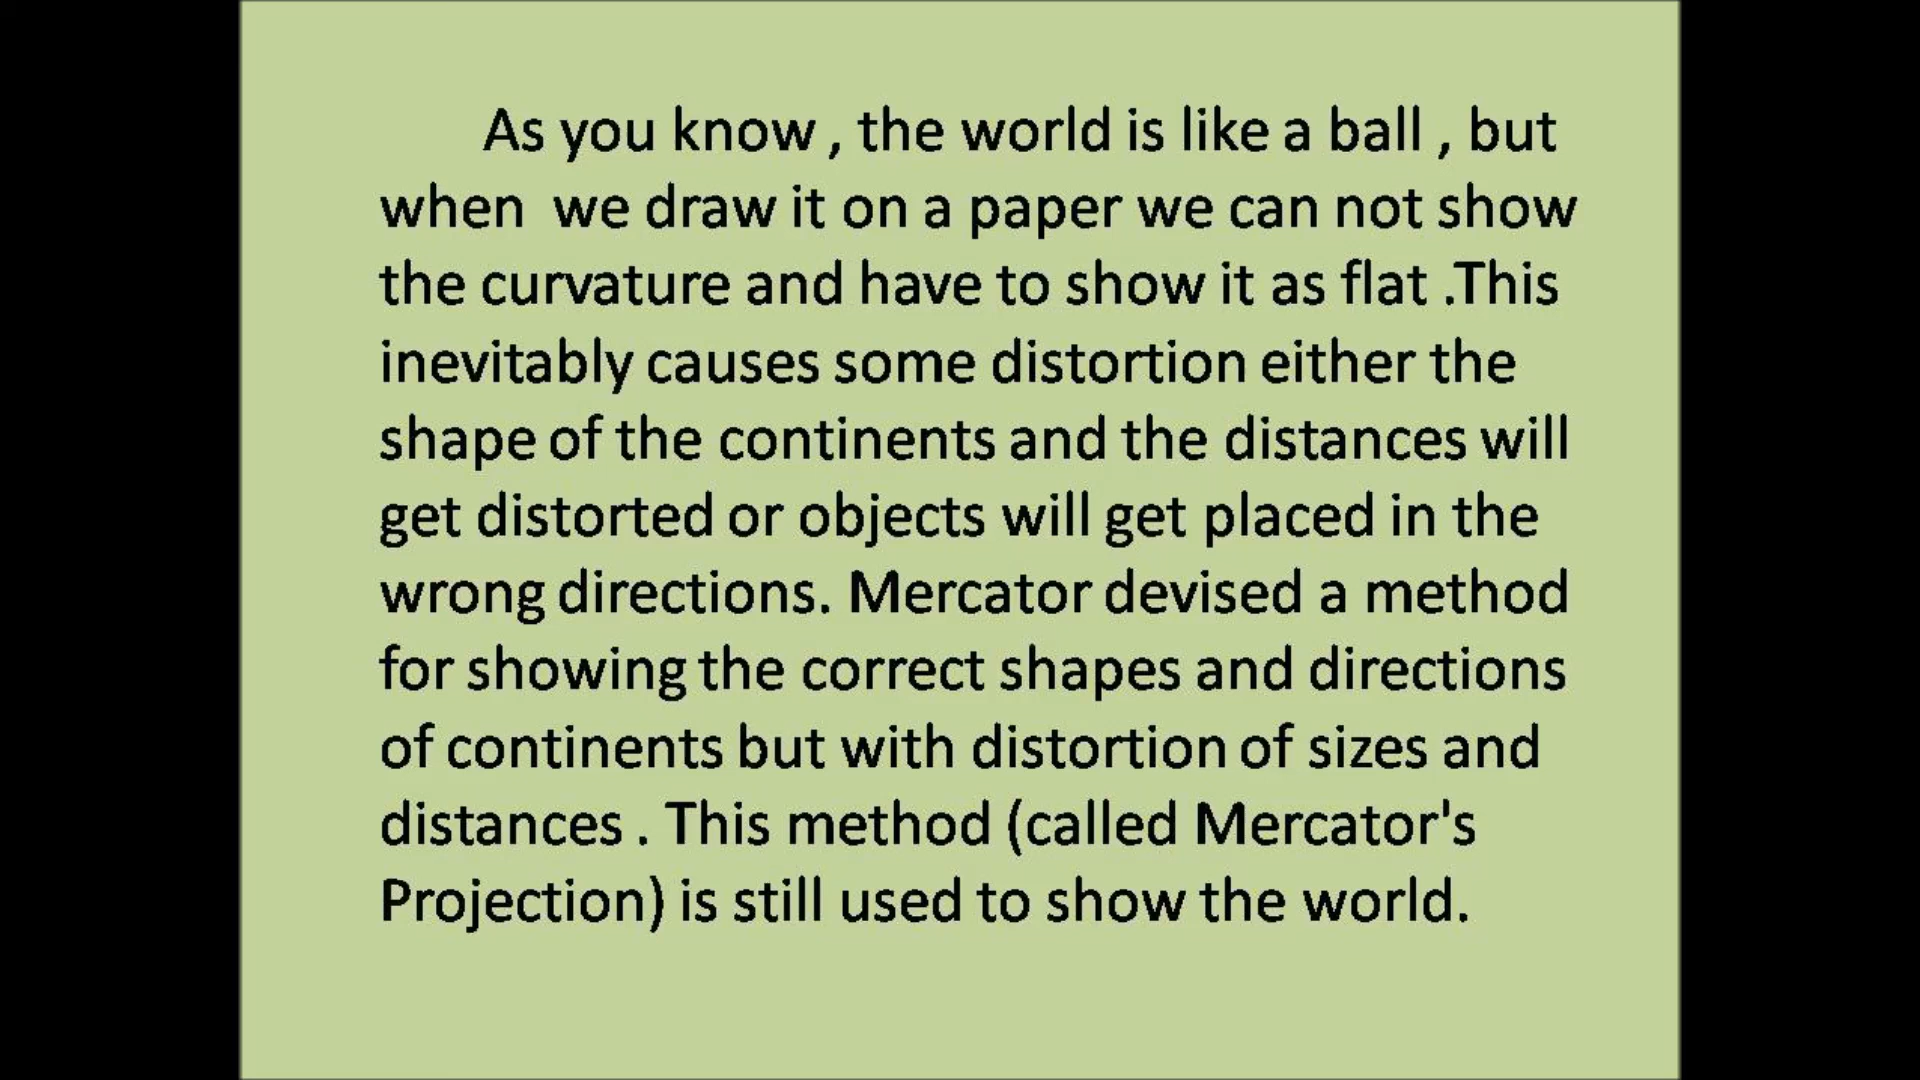 As you know , the world is like a ball , but
when  we draw it on a paper we can not show
the curvature and have to show it as flat .This
inevitably causes some distortion either the
shape of the continents and the distances will
get distorted or objects will get placed in the
wrong directions. Mercator devised a method
for showing the correct shapes and directions
of continents but with distortion of sizes and
distances . This method (called Mercator's
Projection) is still used to show the world.